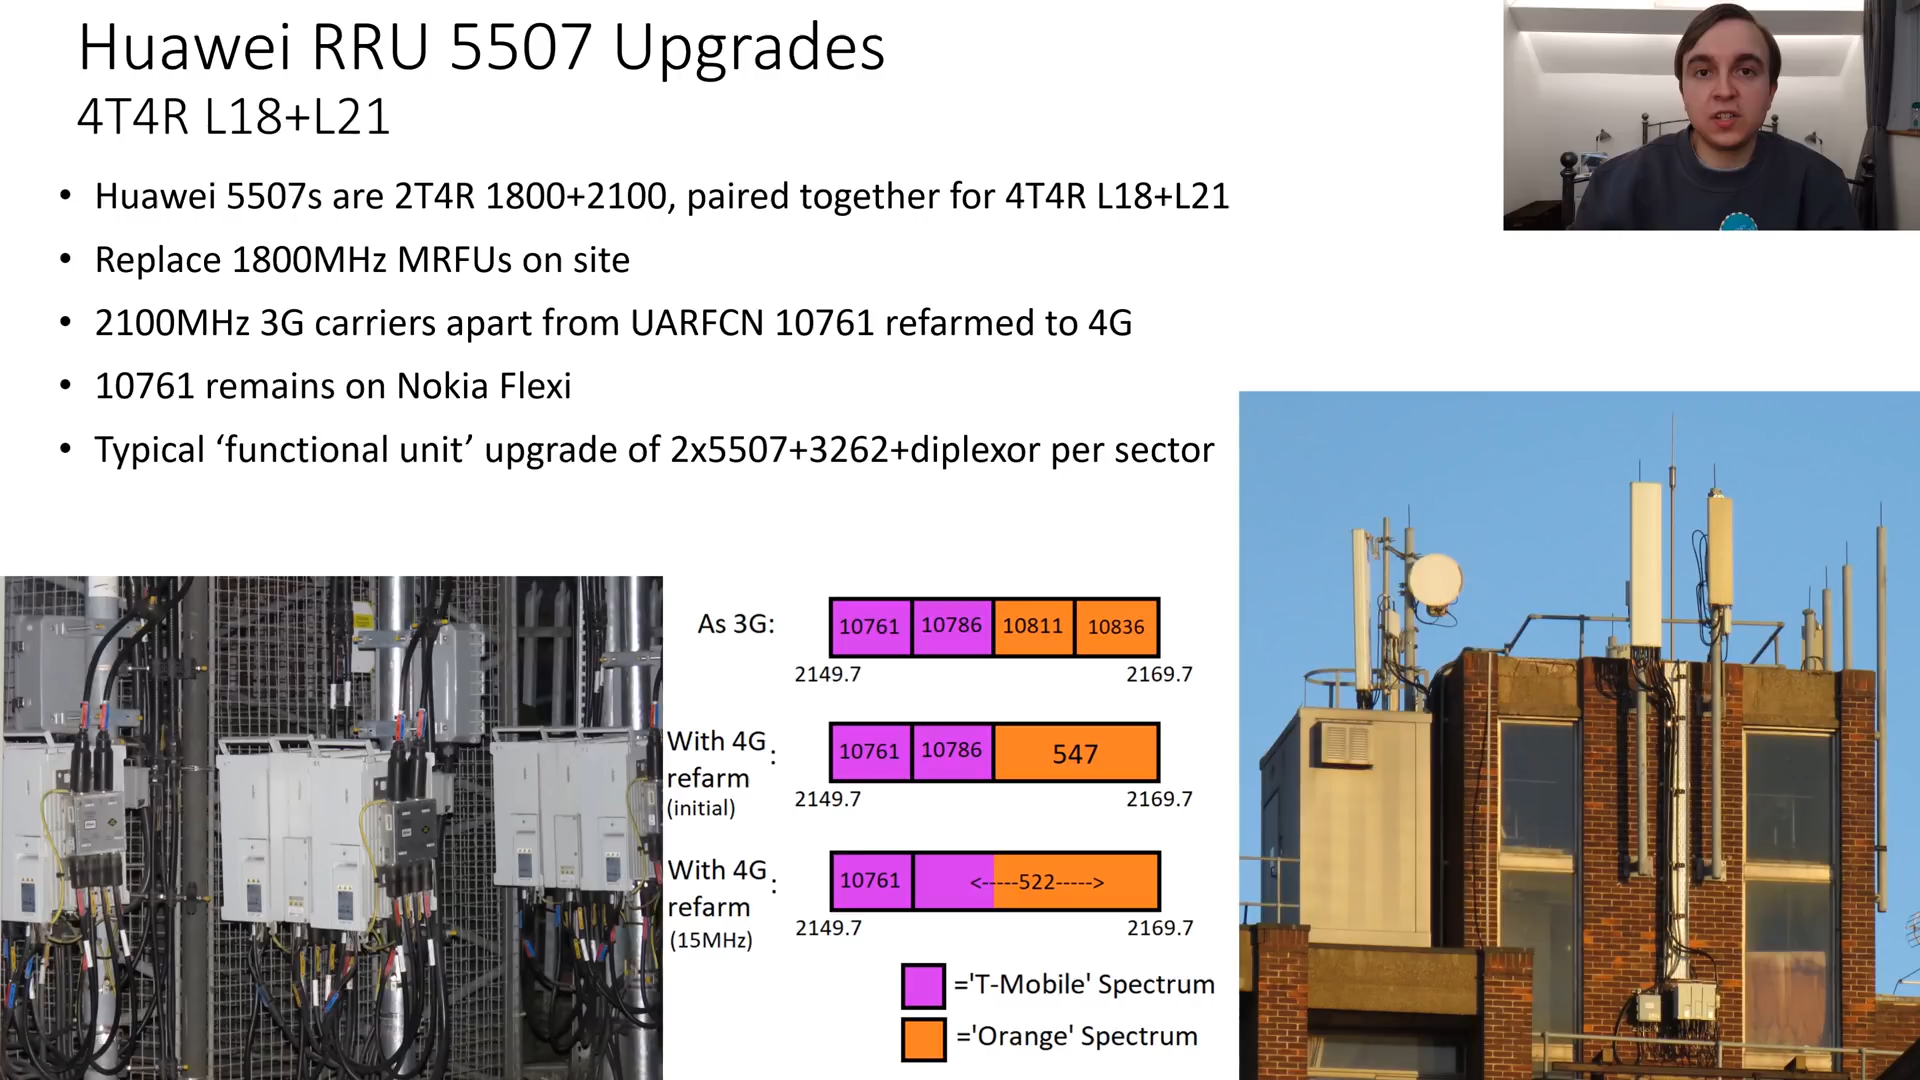 Huawei RRU 5507 Upgrades
4T4R L18+L21
• Huawei 5507s are 2T4R 1800+2100, paired together for 4T4R L18+L21
• Replace 1800MHz MRFUs on site
• 2100MHz 3G carriers apart from UARFCN 10761 refarmed to 4G
• 10761 remains on Nokia Flexi
• Typical ‘functional unit’ upgrade of 2x5507+3262+diplexor per sector
As 3G:
10761 10786 10811 10836
2149.7 2169.7
With 4G refarm (initial) :
10761 10786 547
2149.7 2169.7
With 4G refarm (15MHz) :
10761 <-----522----->
2149.7 2169.7
='T-Mobile' Spectrum
='Orange' Spectrum